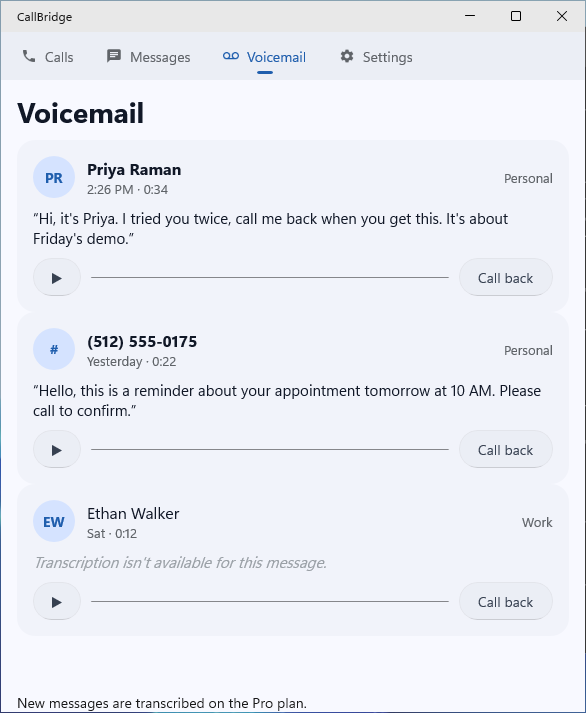 CallBridge
Calls
Messages
Voicemail
Settings
Voicemail
PR
Priya Raman
2:26 PM · 0:34
Personal
“Hi, it's Priya. I tried you twice, call me back when you get this. It's about
Friday's demo.”
Call back
#
(512) 555-0175
Yesterday · 0:22
Personal
“Hello, this is a reminder about your appointment tomorrow at 10 AM. Please
call to confirm.”
Call back
EW
Ethan Walker
Sat · 0:12
Work
Transcription isn't available for this message.
Call back
New messages are transcribed on the Pro plan.